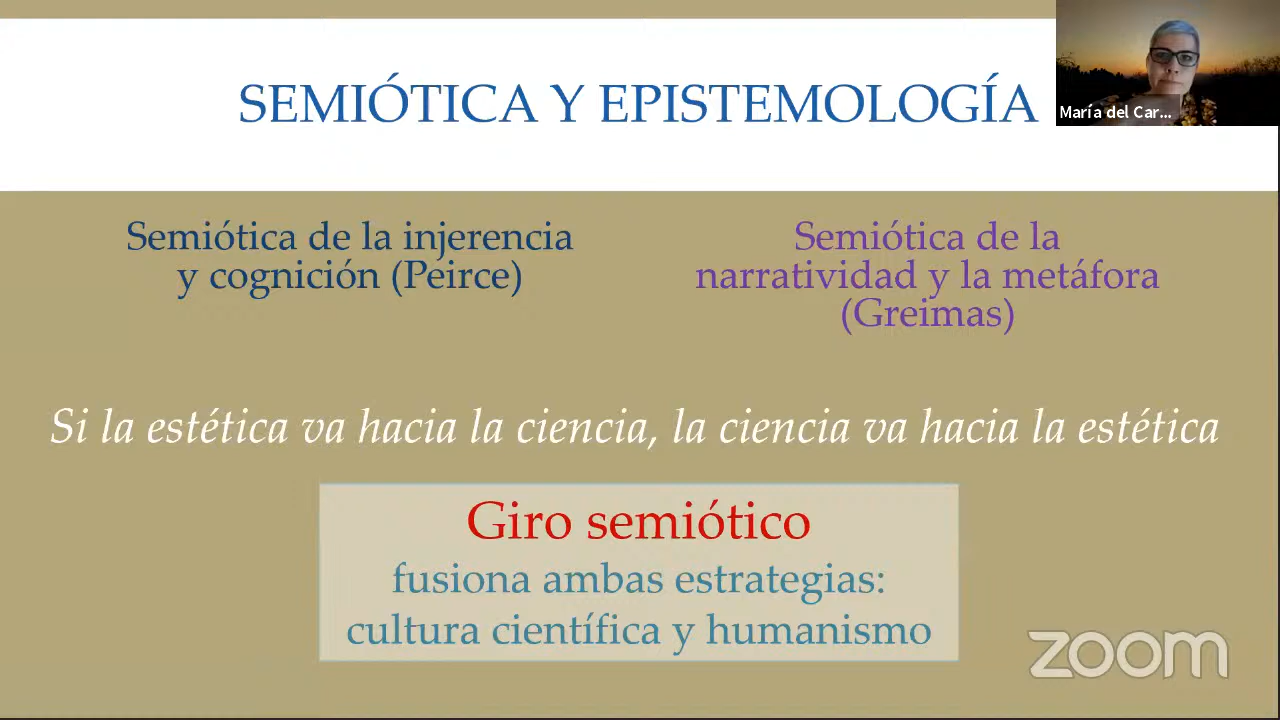 SEMIÓTICA Y EPISTEMOLOGÍA
María del Car...
Semiótica de la injerencia
y cognición (Peirce)
Semiótica de la
narratividad y la metáfora
(Greimas)
Si la estética va hacia la ciencia, la ciencia va hacia la estética
Giro semiótico
fusiona ambas estrategias:
cultura científica y humanismo
zoom